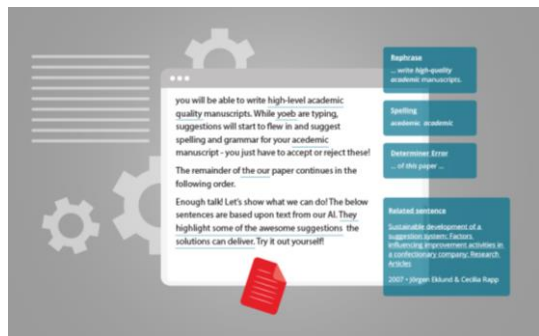 you will be able to write high-level academic
quality manuscripts. While yoeb are typing,
suggestions will start to flew in and suggest
spelling and grammar for your acedemic
manuscript - you just have to accept or reject these!
The remainder of the our paper continues in the
following order.
Enough talk! Let's show what we can do! The below
sentences are based upon text from our AI. They
highlight some of the awesome suggestions the
solutions can deliver. Try it out yourself!
Rephrase
... write high-quality
academic manuscripts.
Spelling
acedemic academic
Determiner Error
... of this paper ...
Related sentence
Sustainable development of a
suggestion system: Factors
influencing improvement activities in
a confectionary company; Research
Articles
2007 • Jörgen Eklund & Cecilia Rapp